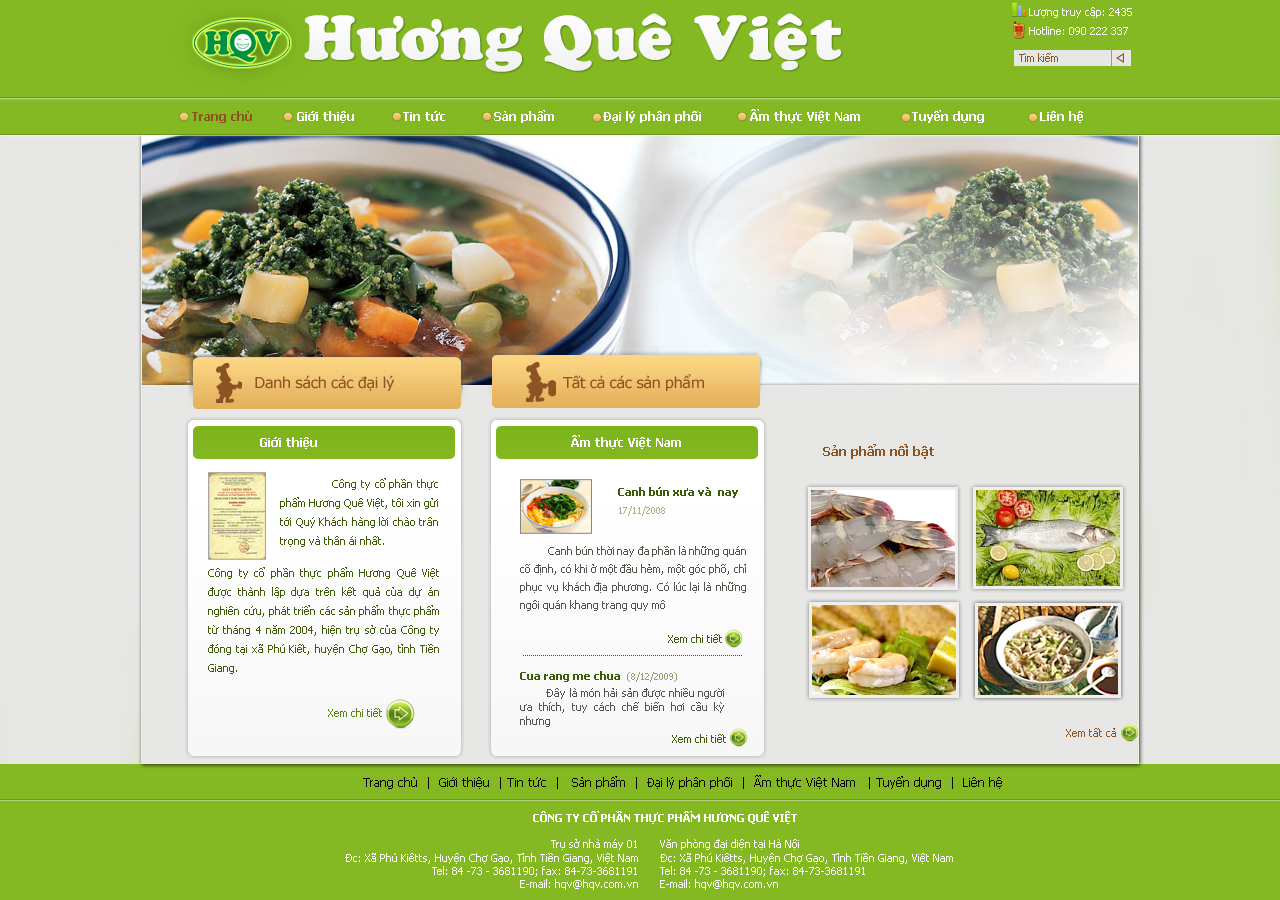 HQV
Hương Quê Việt
Lượng truy cập: 2435
Hotline: 090 222 337
Tìm kiếm
Trang chủ Giới thiệu Tin tức Sản phẩm Đại lý phân phối Ẩm thực Việt Nam Tuyển dụng Liên hệ
Danh sách các đại lý
Tất cả các sản phẩm
Giới thiệu
Công ty cổ phần thực
phẩm Hương Quê Việt, tôi xin gửi
tới Quý Khách hàng lời chào trân
trọng và thân ái nhất.
Công ty cổ phần thực phẩm Hương Quê Việt
được thành lập dựa trên kết quả của dự án
nghiên cứu, phát triển các sản phẩm thực phẩm
từ tháng 4 năm 2004, hiện trụ sở của Công ty
đóng tại xã Phú Kiết, huyện Chợ Gạo, tỉnh Tiền
Giang.
Xem chi tiết
Ẩm thực Việt Nam
Canh bún xưa và nay
17/11/2008
Canh bún thời nay đa phần là những quán
cố định, có khi ở một đầu hẻm, một góc phố, chỉ
phục vụ khách địa phương. Có lúc lại là những
ngôi quán khang trang quy mô
Xem chi tiết
Cua rang me chua (8/12/2009)
Đây là món hải sản được nhiều người
ưa thích, tuy cách chế biến hơi cầu kỳ
nhưng
Xem chi tiết
Sản phẩm nổi bật
Xem tất cả
Trang chủ | Giới thiệu | Tin tức | Sản phẩm | Đại lý phân phối | Ẩm thực Việt Nam | Tuyển dụng | Liên hệ
CÔNG TY CỔ PHẦN THỰC PHẨM HƯƠNG QUÊ VIỆT
Trụ sở nhà máy 01
Đc: Xã Phú Kiêtts, Huyện Chợ Gạo, Tỉnh Tiền Giang, Việt Nam
Tel: 84 -73 - 3681190; fax: 84-73-3681191
E-mail: hqv@hqv.com.vn
Văn phòng đại diện tại Hà Nội
Đc: Xã Phú Kiêtts, Huyện Chợ Gạo, Tỉnh Tiền Giang, Việt Nam
Tel: 84 -73 - 3681190; fax: 84-73-3681191
E-mail: hqv@hqv.com.vn